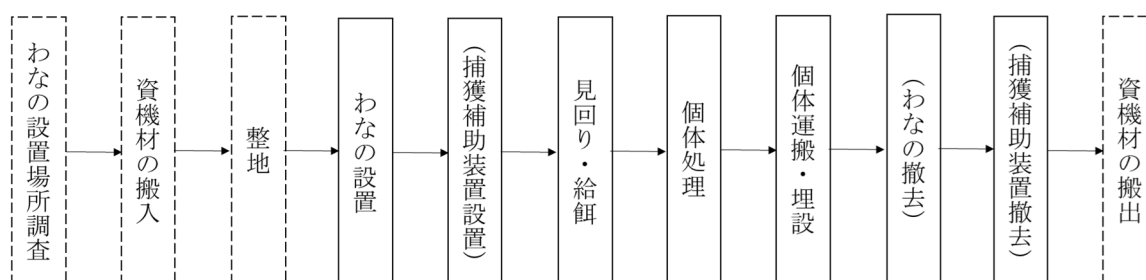 わなの設置場所調査
資機材の搬入
整地
わなの設置
(捕獲補助装置設置)
見回り・給餌
個体処理
個体運搬・埋設
(わなの撤去)
(捕獲補助装置撤去)
資機材の搬出